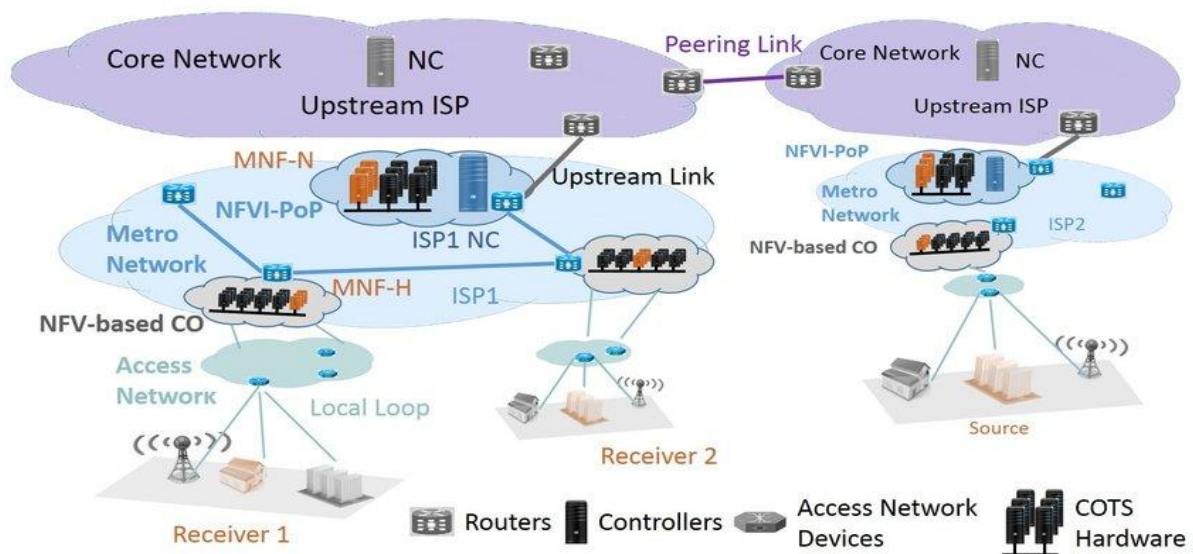 Core Network
NC
Upstream ISP
Peering Link
Core Network
NC
Upstream ISP
MNF-N
NFVI-PoP
ISP1 NC
Upstream Link
Metro
Network
MNF-H
ISP1
NFV-based CO
Access
Network
Local Loop
Receiver 1
Receiver 2
NFVI-PoP
Metro
Network
ISP2
NFV-based CO
Source
Routers
Controllers
Access Network
Devices
COTS
Hardware